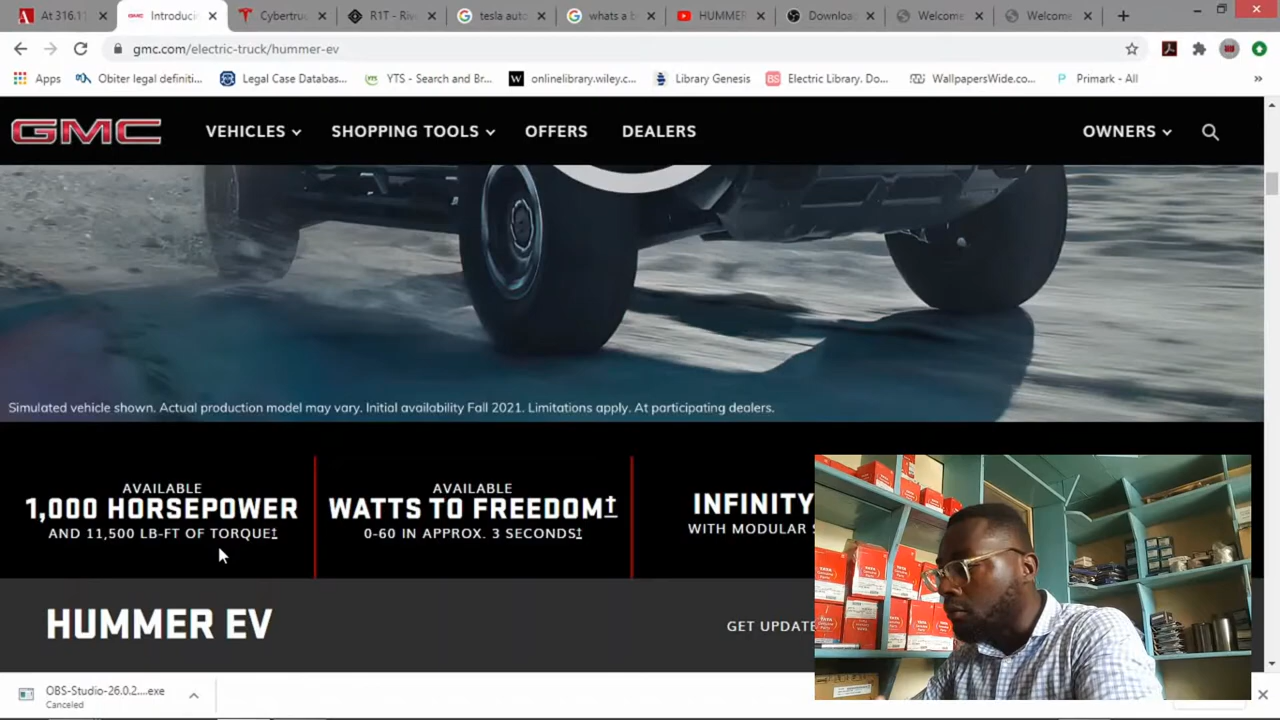 At 316.1
Introducin
Cybertruc
R1T - Riv
tesla auto
whats a b
HUMMER
Downloa
Welcome
Welcome
gmc.com/electric-truck/hummer-ev
Apps
Obiter legal definiti...
Legal Case Databas...
YTS - Search and Br...
onlinelibrary.wiley.c...
Library Genesis
Electric Library. Do...
WallpapersWide.co...
Primark - All
GMC
VEHICLES
SHOPPING TOOLS
OFFERS
DEALERS
OWNERS
Simulated vehicle shown. Actual production model may vary. Initial availability Fall 2021. Limitations apply. At participating dealers.
AVAILABLE
1,000 HORSEPOWER
AND 11,500 LB-FT OF TORQUE†
AVAILABLE
WATTS TO FREEDOM†
0-60 IN APPROX. 3 SECONDS†
INFINITY
WITH MODULAR S
HUMMER EV
GET UPDATE
OBS-Studio-26.0.2....exe
Canceled